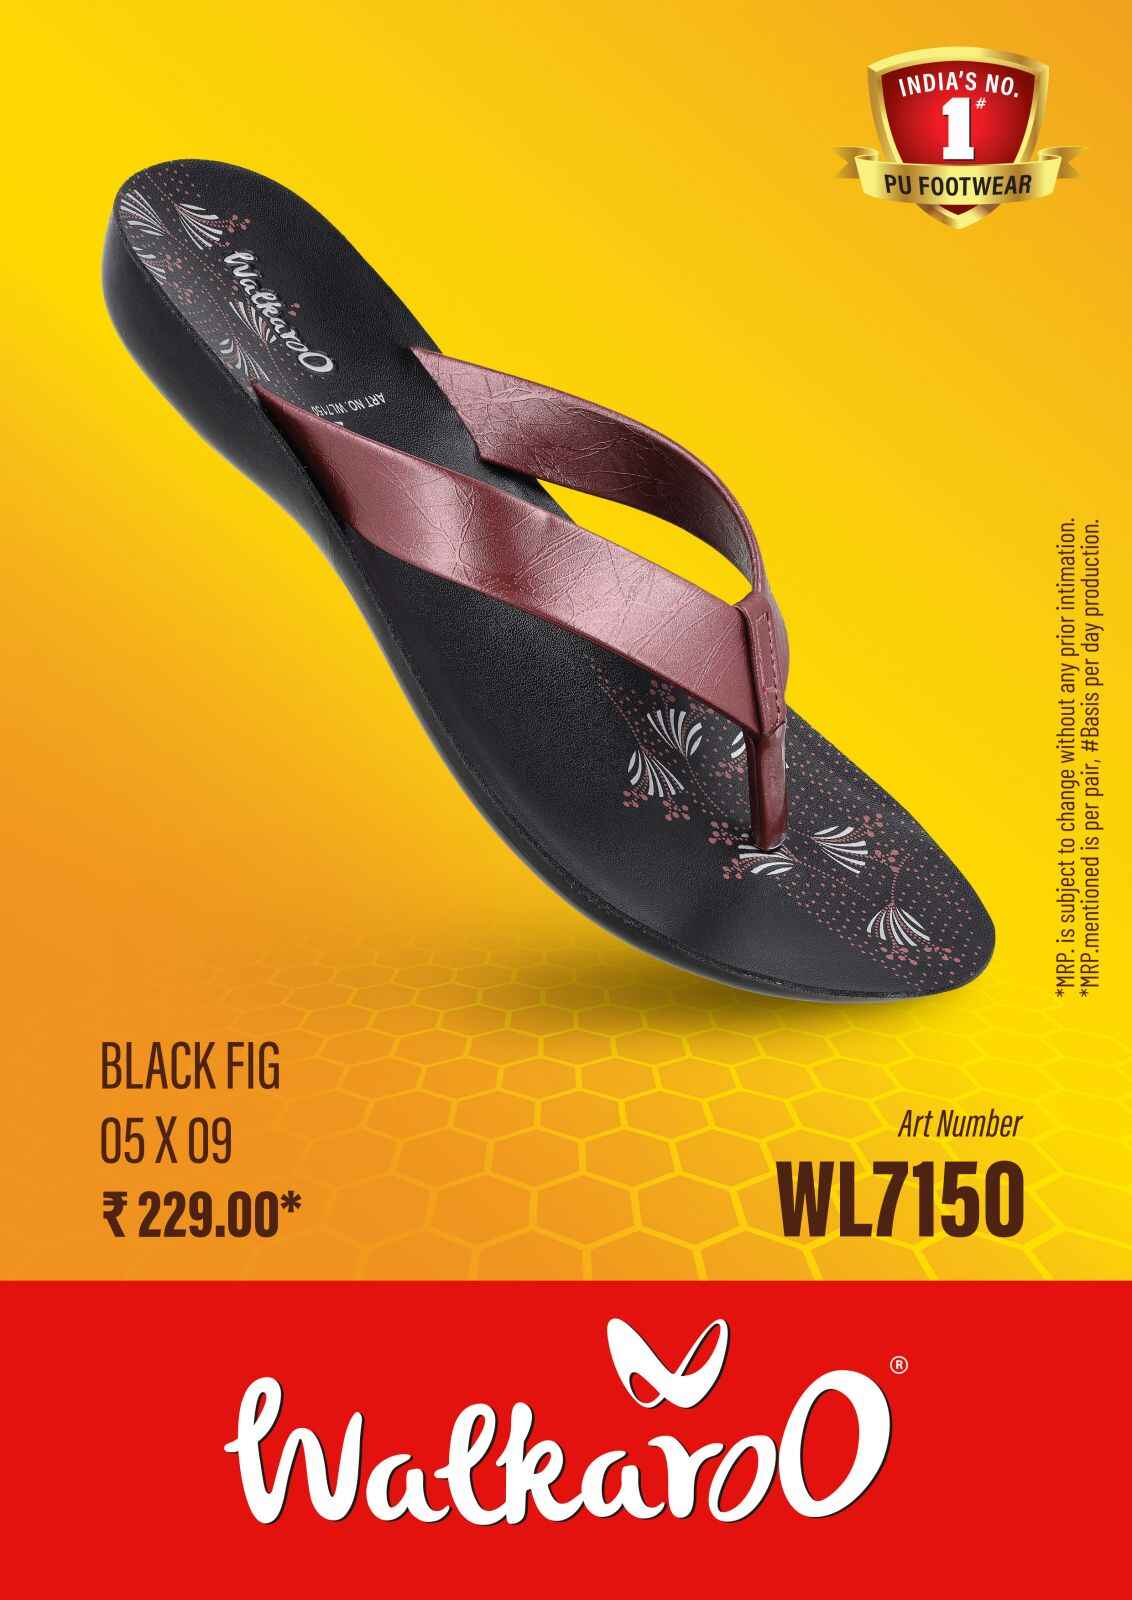 INDIA'S NO.
1#
PU FOOTWEAR
Walkaroo
ART NO. WL7150
*MRP. is subject to change without any prior intimation.
*MRP.mentioned is per pair, #Basis per day production.
BLACK FIG
05 X 09
₹ 229.00*
Art Number
WL7150
Walkaroo®